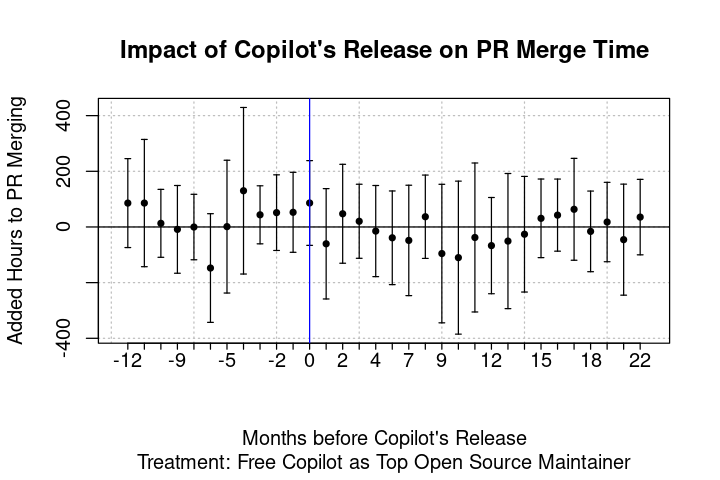 Impact of Copilot's Release on PR Merge Time
Added Hours to PR Merging
400
200
0
-400
-12 -9 -5 -2 0 2 4 7 9 12 15 18 22
Months before Copilot's Release
Treatment: Free Copilot as Top Open Source Maintainer